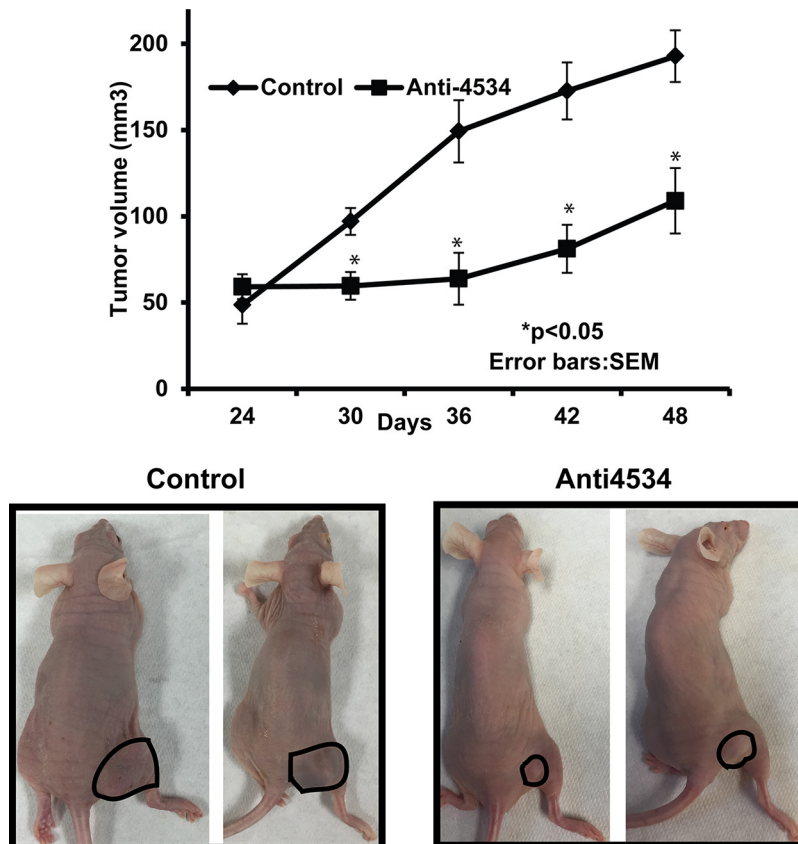 200
Control Anti-4534
150
Tumor volume (mm3)
*
100
*
*
*
50
*p<0.05
Error bars:SEM
0
24 30 36 42 48
Days
Control Anti4534